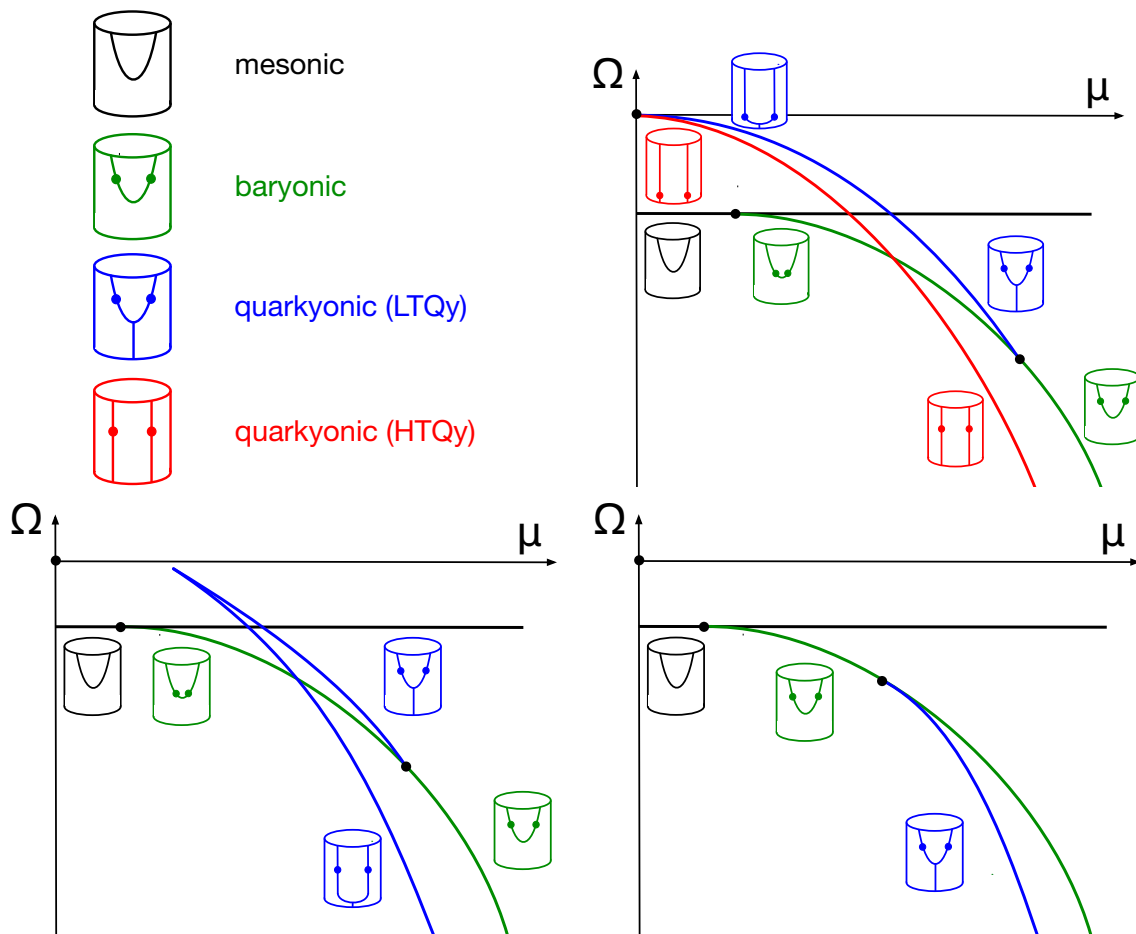 mesonic
baryonic
quarkyonic (LTQy)
quarkyonic (HTQy)
Ω μ
Ω μ
Ω μ